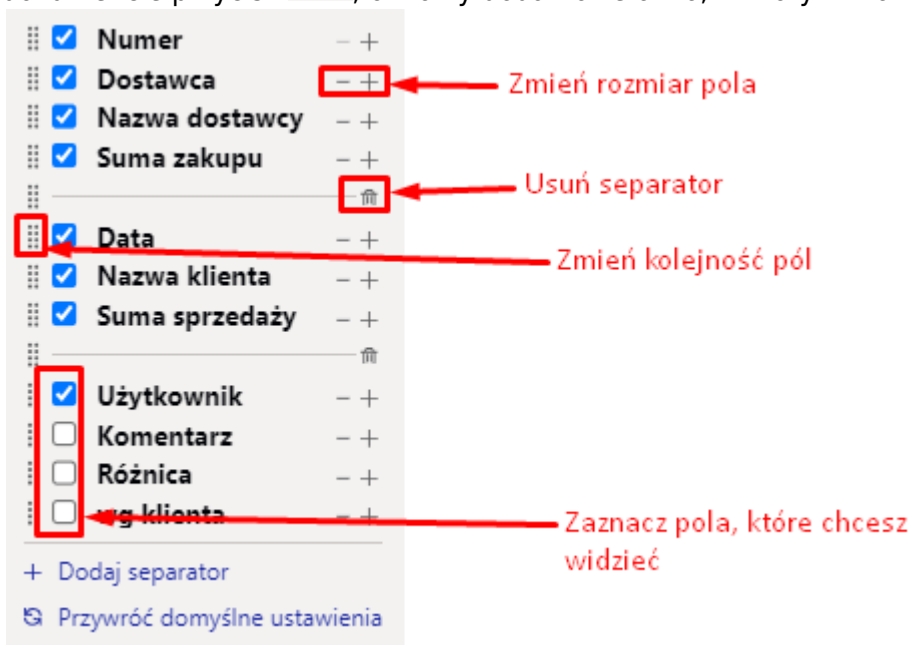 Numer
Dostawca
Zmień rozmiar pola
Nazwa dostawcy
Suma zakupu
Usuń separator
Data
Zmień kolejność pól
Nazwa klienta
Suma sprzedaży
Użytkownik
Komentarz
Różnica
wg klienta
Zaznacz pola, które chcesz
widzieć
+ Dodaj separator
Przywróć domyślne ustawienia